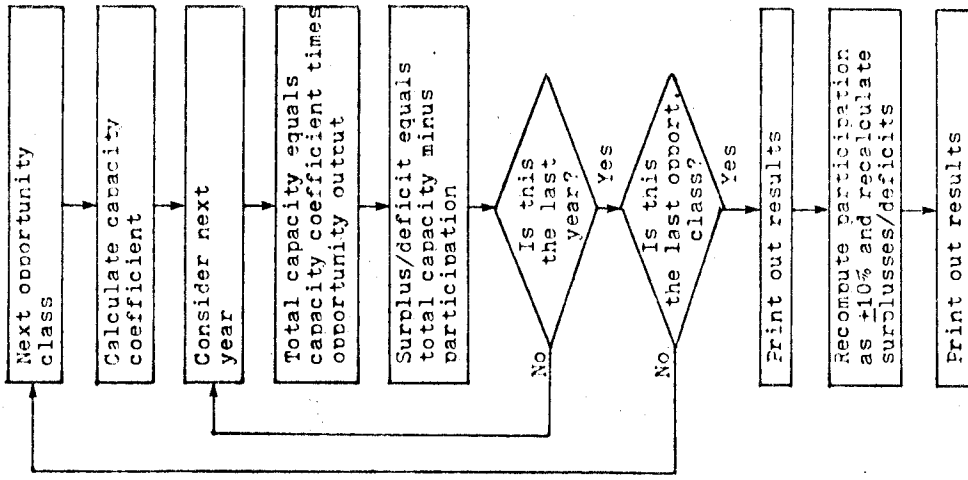 Next opportunity
class
Calculate capacity
coefficient
Consider next
year
Total capacity equals
capacity coefficient times
opportunity output
Surplus/deficit equals
total capacity minus
participation
Is this
the last
year?
No
Yes
Is this
the last opport.
class?
No
Yes
Print out results
Recompute participation
as ±10% and recalculate
surplusses/deficits
Print out results